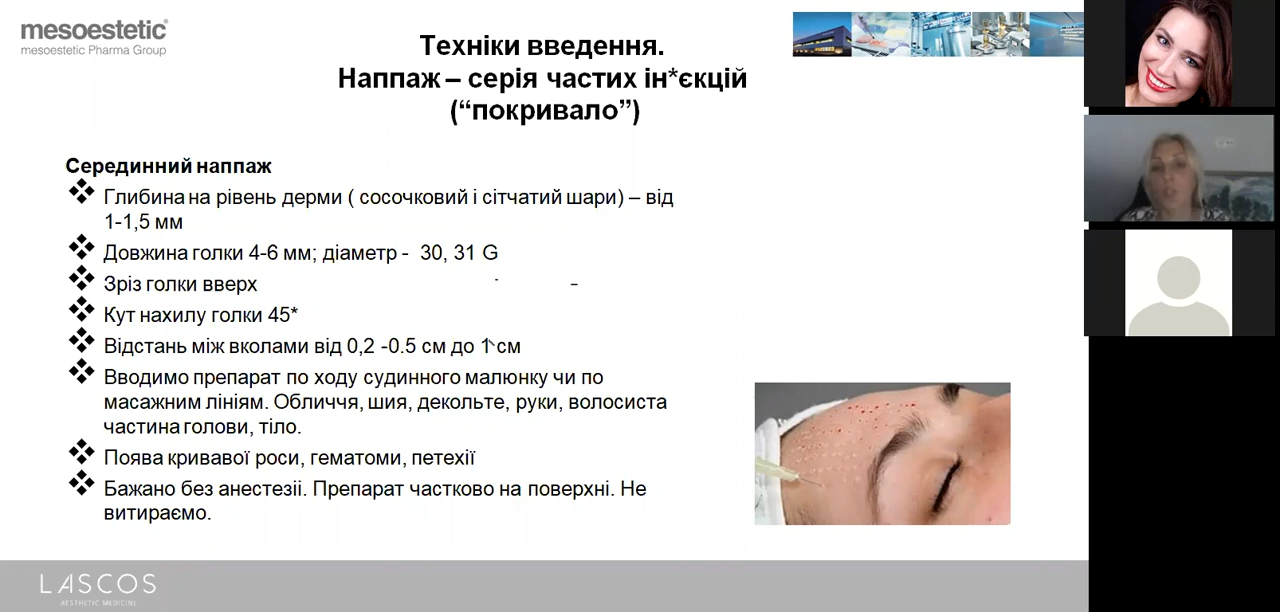 mesoestetic®
mesoestetic Pharma Group
Техніки введення.
Наппаж – серія частих ін*єкцій
(“покривало”)
Серединний наппаж
Глибина на рівень дерми ( сосочковий і сітчатий шари) – від
1-1,5 мм
Довжина голки 4-6 мм; діаметр - 30, 31 G
Зріз голки вверх
Кут нахилу голки 45*
Відстань між вколами від 0,2 -0.5 см до 1 см
Вводимо препарат по ходу судинного малюнку чи по
масажним лініям. Обличчя, шия, декольте, руки, волосиста
частина голови, тіло.
Поява кривавої роси, гематоми, петехії
Бажано без анестезії. Препарат частково на поверхні. Не
витираємо.
LASCOS
AESTHETIC MEDICINE